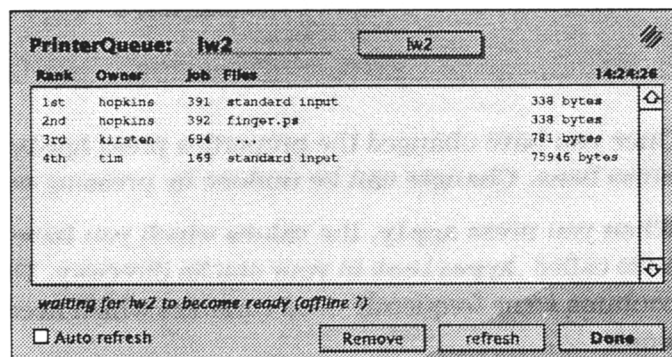 PrinterQueue: lw2 lw2
Rank Owner Job Files 14:24:26
1st hopkins 391 standard input 338 bytes
2nd hopkins 392 finger.ps 338 bytes
3rd kirsten 694 ... 781 bytes
4th tim 169 standard input 75946 bytes
waiting for lw2 to become ready (offline ?)
Auto refresh Remove refresh Done